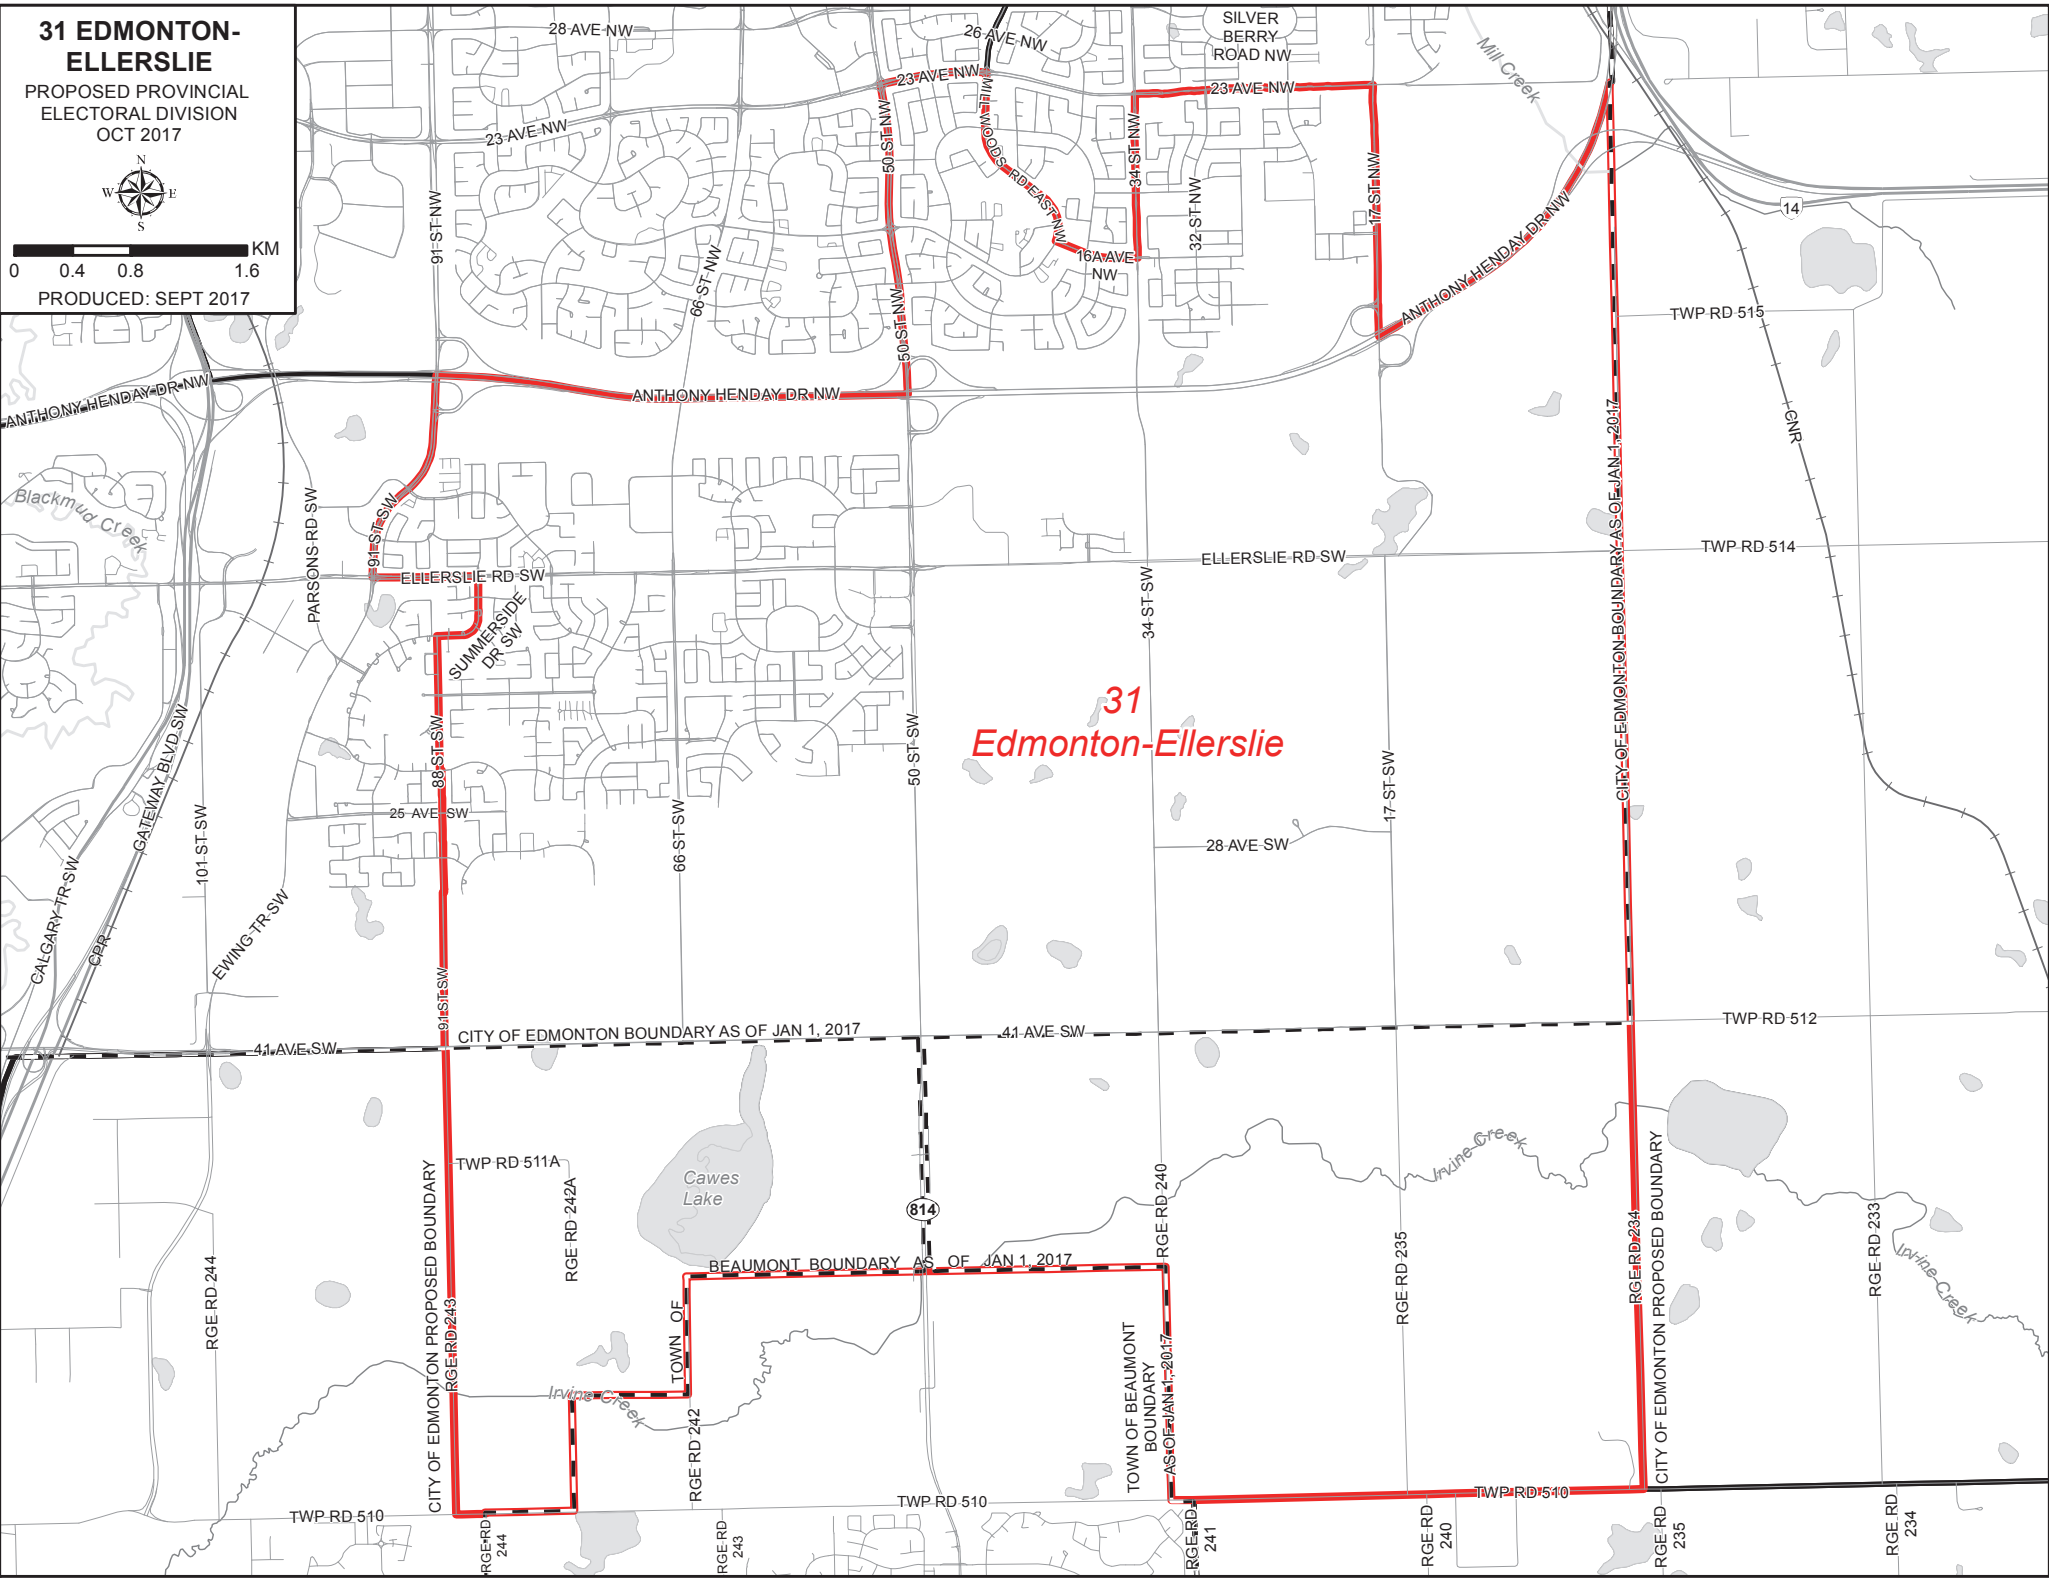 31 EDMONTON-
ELLERSLIE
PROPOSED PROVINCIAL
ELECTORAL DIVISION
OCT 2017
N
W
E
S
KM
0
0.4
0.8
1.6
PRODUCED: SEPT 2017
28 AVE NW
26 AVE NW
SILVER
BERRY
ROAD NW
Mill Creek
23 AVE NW
23 AVE NW
23 AVE NW
MILL WOODS RD EAST NW
50 ST NW
34 ST NW
17 ST NW
32 ST NW
91 ST NW
66 ST NW
16A AVE
NW
14
ANTHONY HENDAY DR NW
50 ST NW
TWP RD 515
ANTHONY HENDAY DR NW
ANTHONY HENDAY DR NW
CNR
Blackmud Creek
PARSONS RD SW
91 ST SW
ELLERSLIE RD SW
ELLERSLIE RD SW
TWP RD 514
CITY OF EDMONTON BOUNDARY AS OF JAN 1, 2017
SUMMERSIDE
DR SW
34 ST SW
31
Edmonton-Ellerslie
GATEWAY BLVD SW
88 ST SW
50 ST SW
17 ST SW
25 AVE SW
101 ST SW
66 ST SW
28 AVE SW
CALGARY TR SW
CPR
EWING TR SW
91 ST SW
41 AVE SW
CITY OF EDMONTON BOUNDARY AS OF JAN 1, 2017
41 AVE SW
TWP RD 512
TWP RD 511A
Cawes
Lake
814
Irvine Creek
RGE RD 240
RGE RD 242A
CITY OF EDMONTON PROPOSED BOUNDARY
RGE RD 243
RGE RD 244
BEAUMONT BOUNDARY AS OF JAN 1, 2017
TOWN OF
RGE RD 235
RGE RD 234
CITY OF EDMONTON PROPOSED BOUNDARY
RGE RD 233
Irvine Creek
TOWN OF BEAUMONT
BOUNDARY
AS OF JAN 1, 2017
Irvine Creek
RGE RD 242
TWP RD 510
TWP RD 510
TWP RD 510
RGE RD
244
RGE RD
243
RGE RD
241
RGE RD
240
RGE RD
235
RGE RD
234